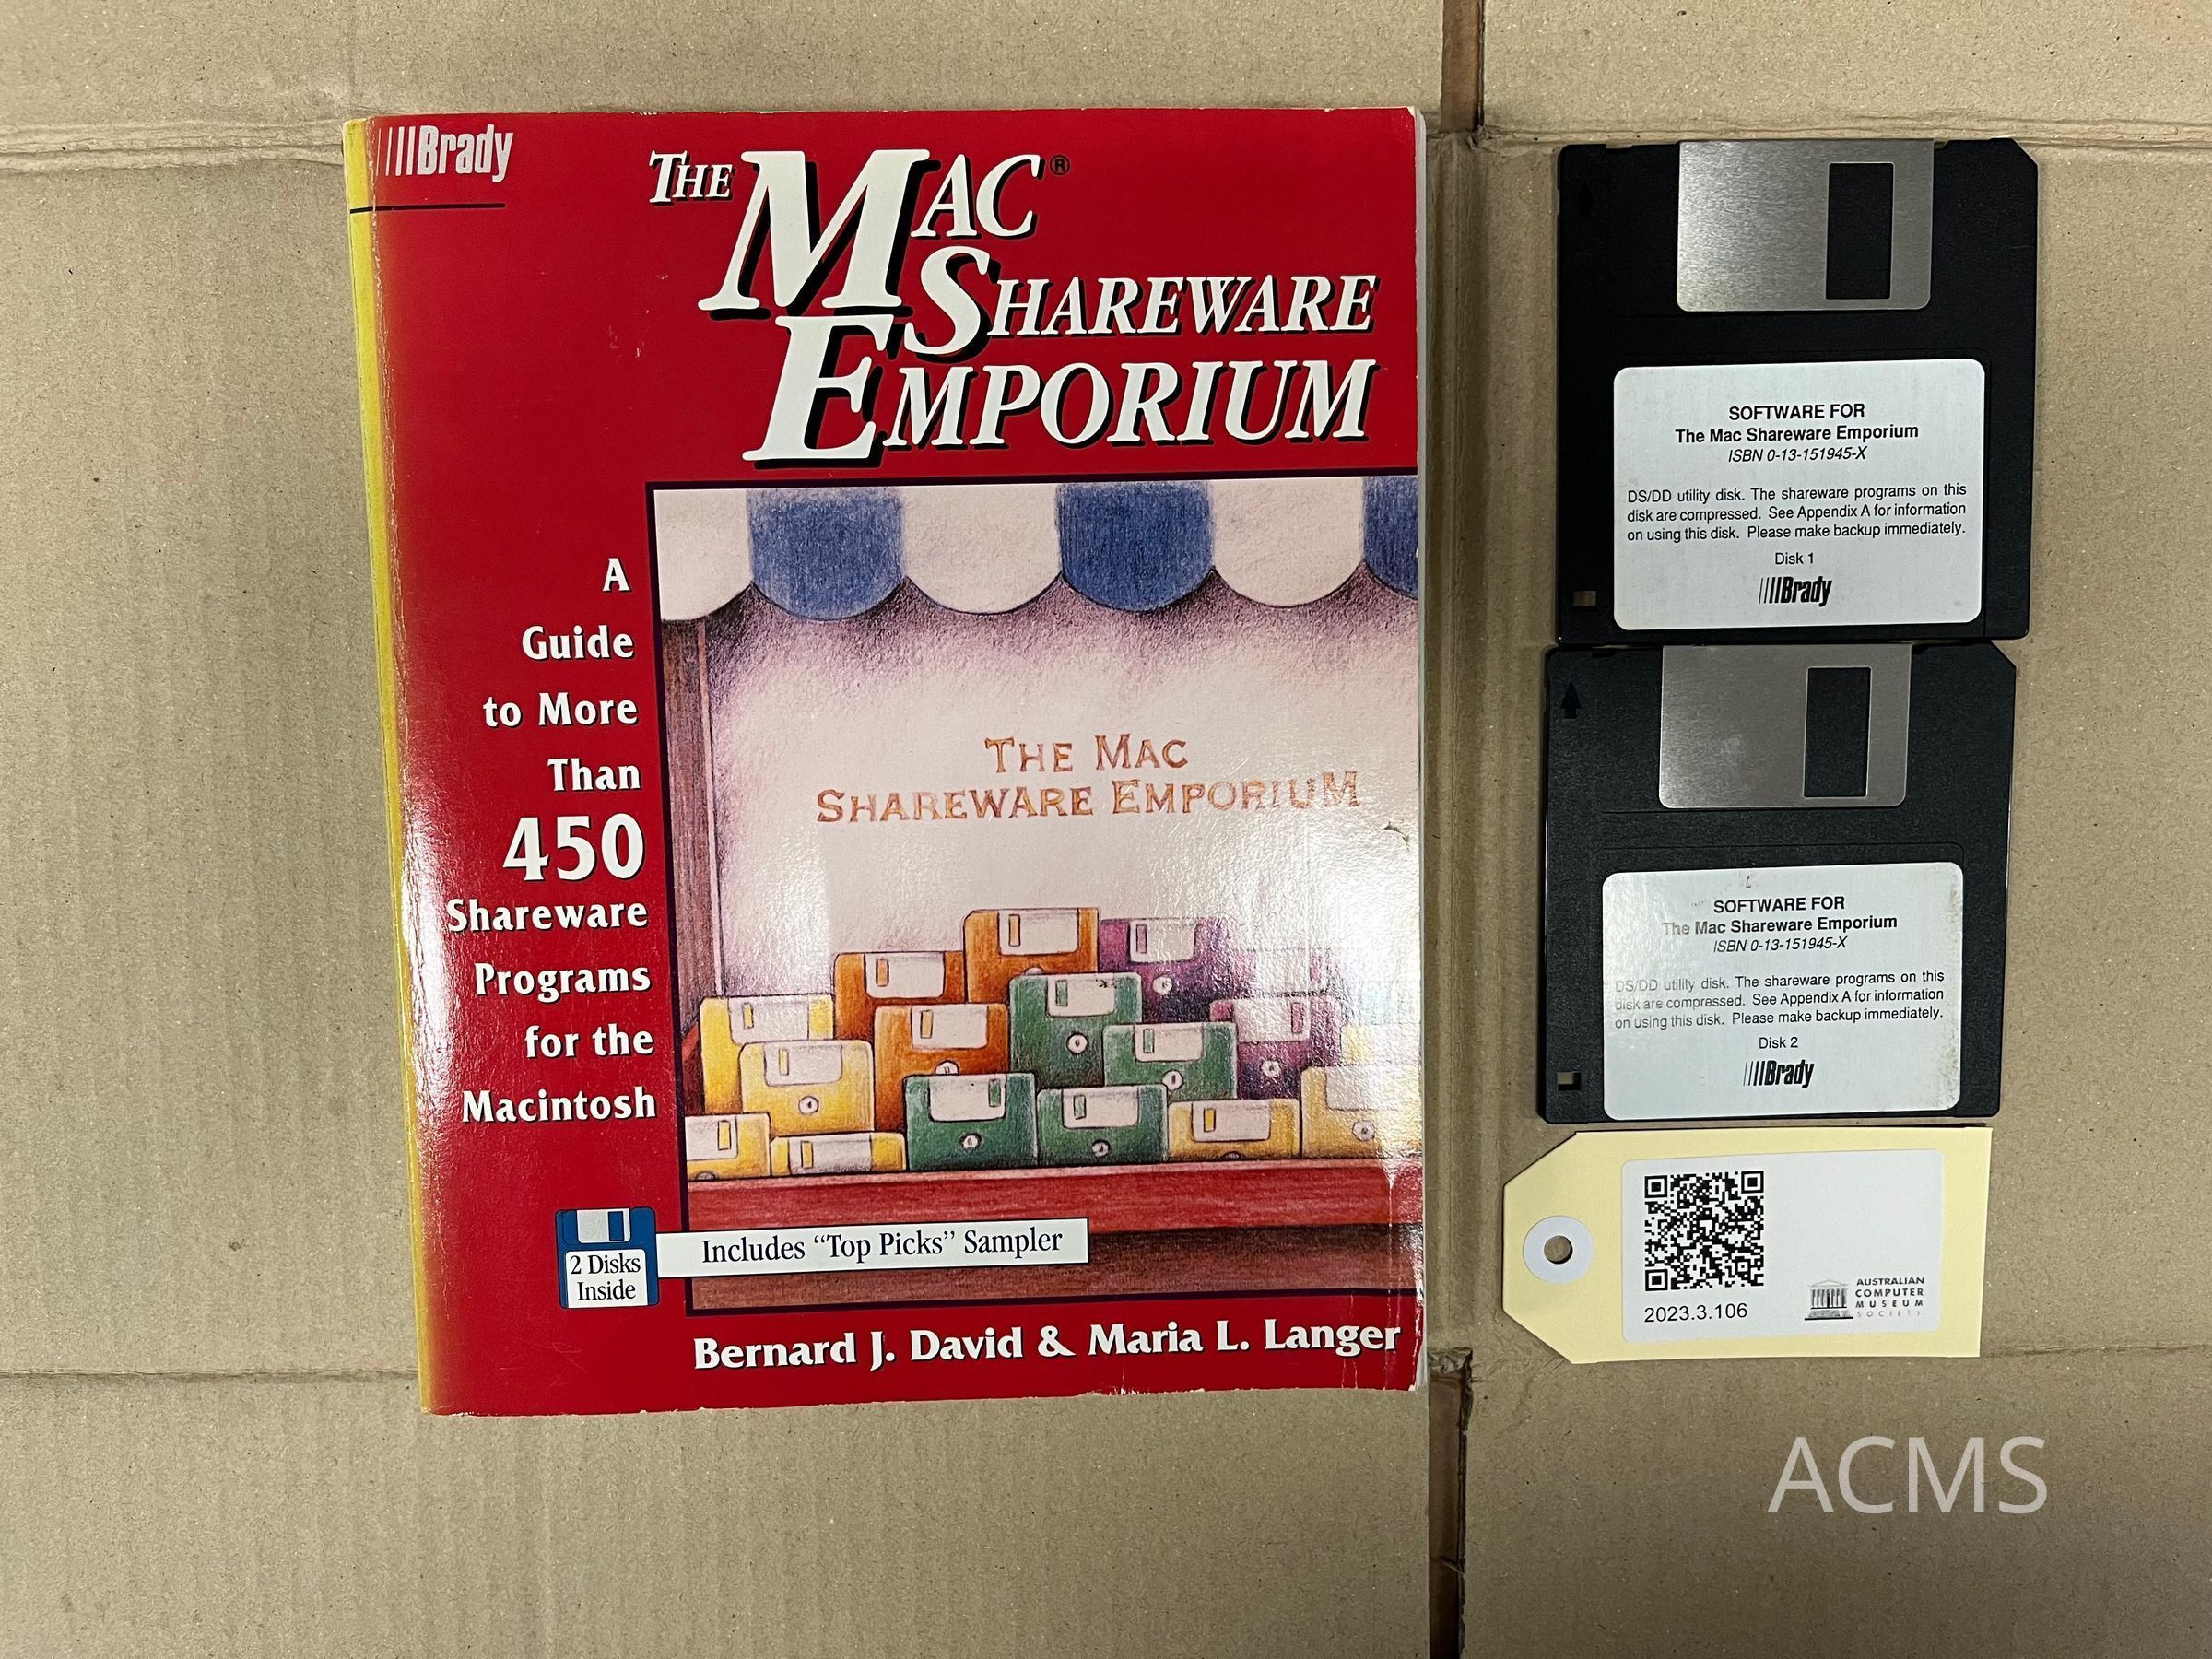 Brady
THE MAC®
SHAREWARE
EMPORIUM
A
Guide
to More
Than
450
Shareware
Programs
for the
Macintosh
THE MAC
SHAREWARE EMPORIUM
2 Disks
Inside
Includes “Top Picks” Sampler
Bernard J. David & Maria L. Langer
SOFTWARE FOR
The Mac Shareware Emporium
ISBN 0-13-151945-X
DS/DD utility disk. The shareware programs on this
disk are compressed. See Appendix A for information
on using this disk. Please make backup immediately.
Disk 1
Brady
SOFTWARE FOR
The Mac Shareware Emporium
ISBN 0-13-151945-X
DS/DD utility disk. The shareware programs on this
disk are compressed. See Appendix A for information
on using this disk. Please make backup immediately.
Disk 2
Brady
2023.3.106
AUSTRALIAN
COMPUTER
MUSEUM
SOCIETY
ACMS